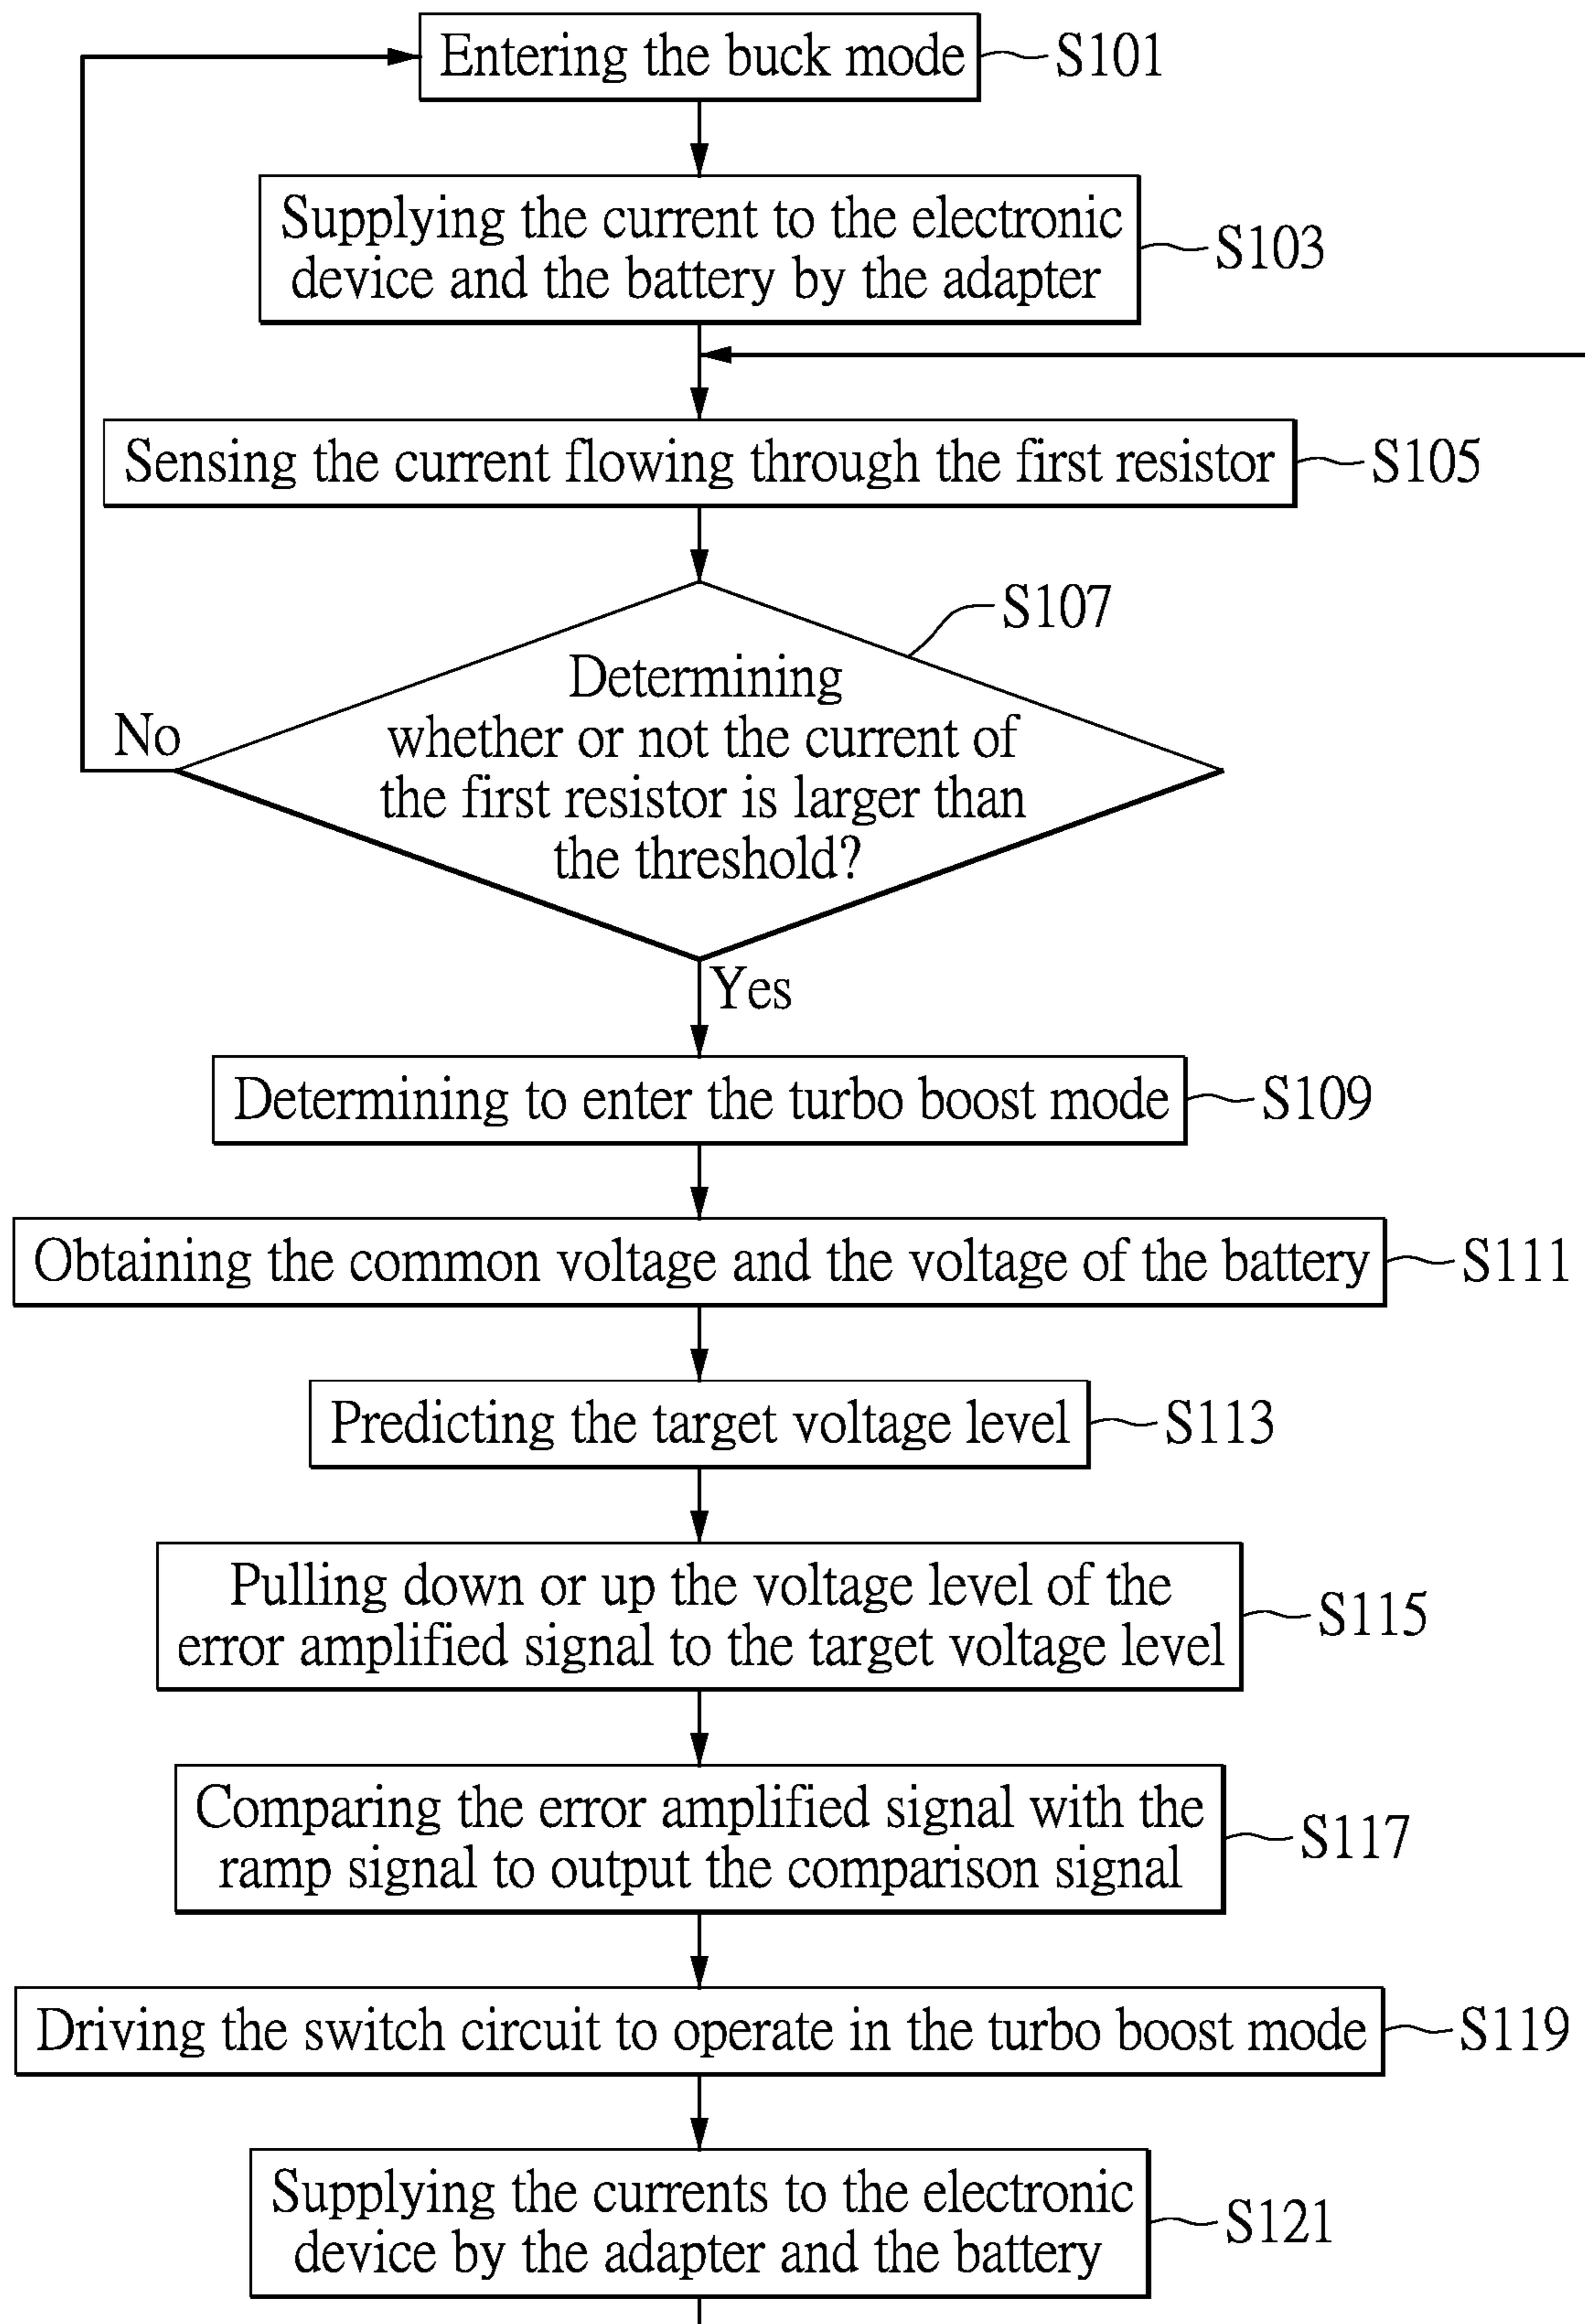 Entering the buck mode
S101
Supplying the current to the electronic
device and the battery by the adapter
S103
Sensing the current flowing through the first resistor
S105
S107
Determining
whether or not the current of
the first resistor is larger than
the threshold?
No
Yes
Determining to enter the turbo boost mode
S109
Obtaining the common voltage and the voltage of the battery
S111
Predicting the target voltage level
S113
Pulling down or up the voltage level of the
error amplified signal to the target voltage level
S115
Comparing the error amplified signal with the
ramp signal to output the comparison signal
S117
Driving the switch circuit to operate in the turbo boost mode
S119
Supplying the currents to the electronic
device by the adapter and the battery
S121